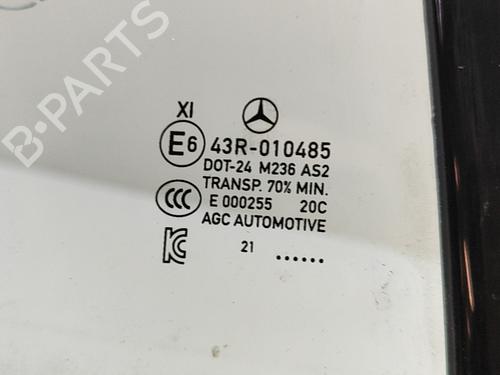 B-PARTS
XI
E6 43R-010485
DOT-24 M236 AS2
TRANSP. 70% MIN.
CCC E 000255 20C
AGC AUTOMOTIVE
21 ......